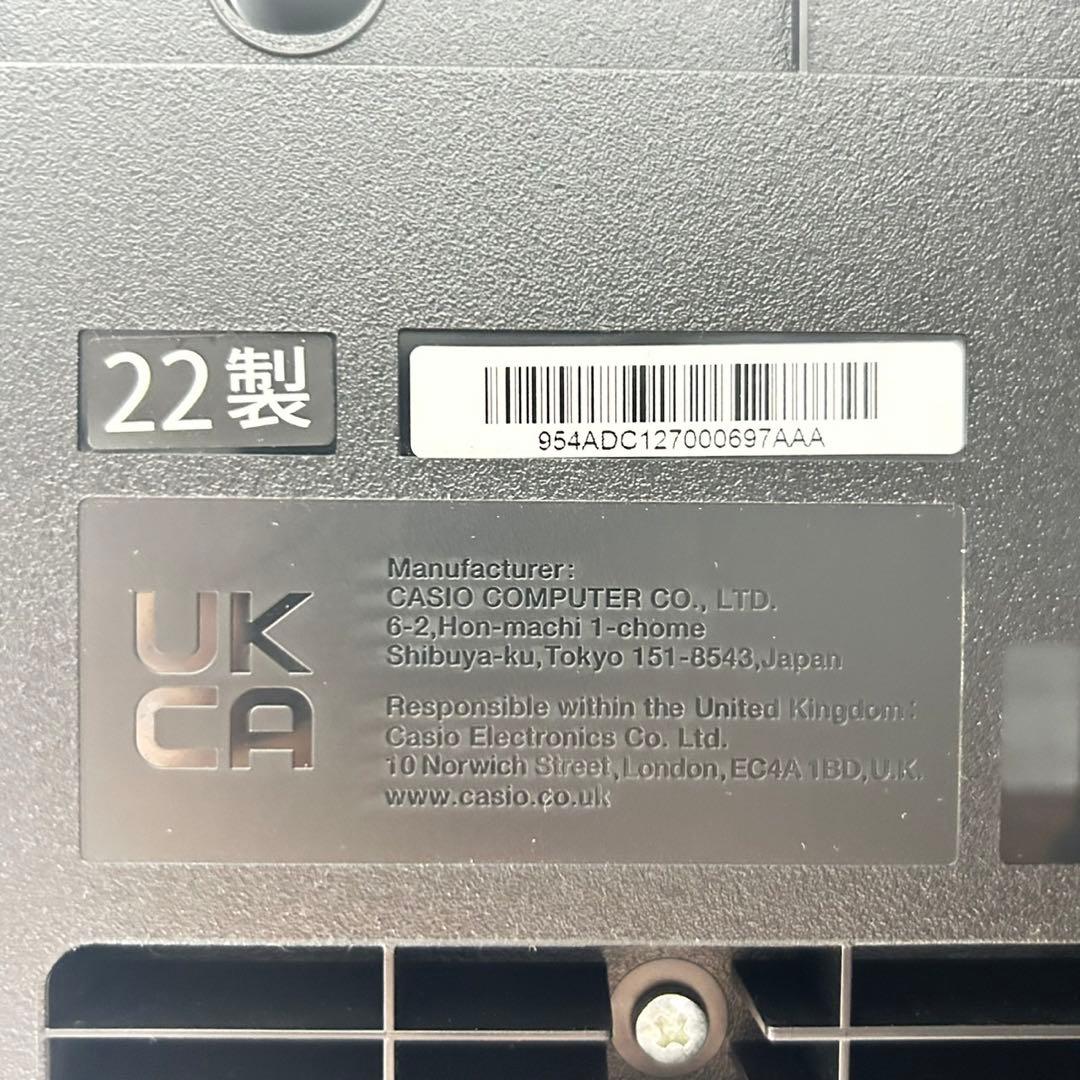 22製
954ADC127000697AAA
UK
CA
Manufacturer:
CASIO COMPUTER CO., LTD.
6-2,Hon-machi 1-chome
Shibuya-ku,Tokyo 151-8543,Japan
Responsible within the United Kingdom:
Casio Electronics Co. Ltd.
10 Norwich Street,London,EC4A 1BD,U.K.
www.casio.co.uk